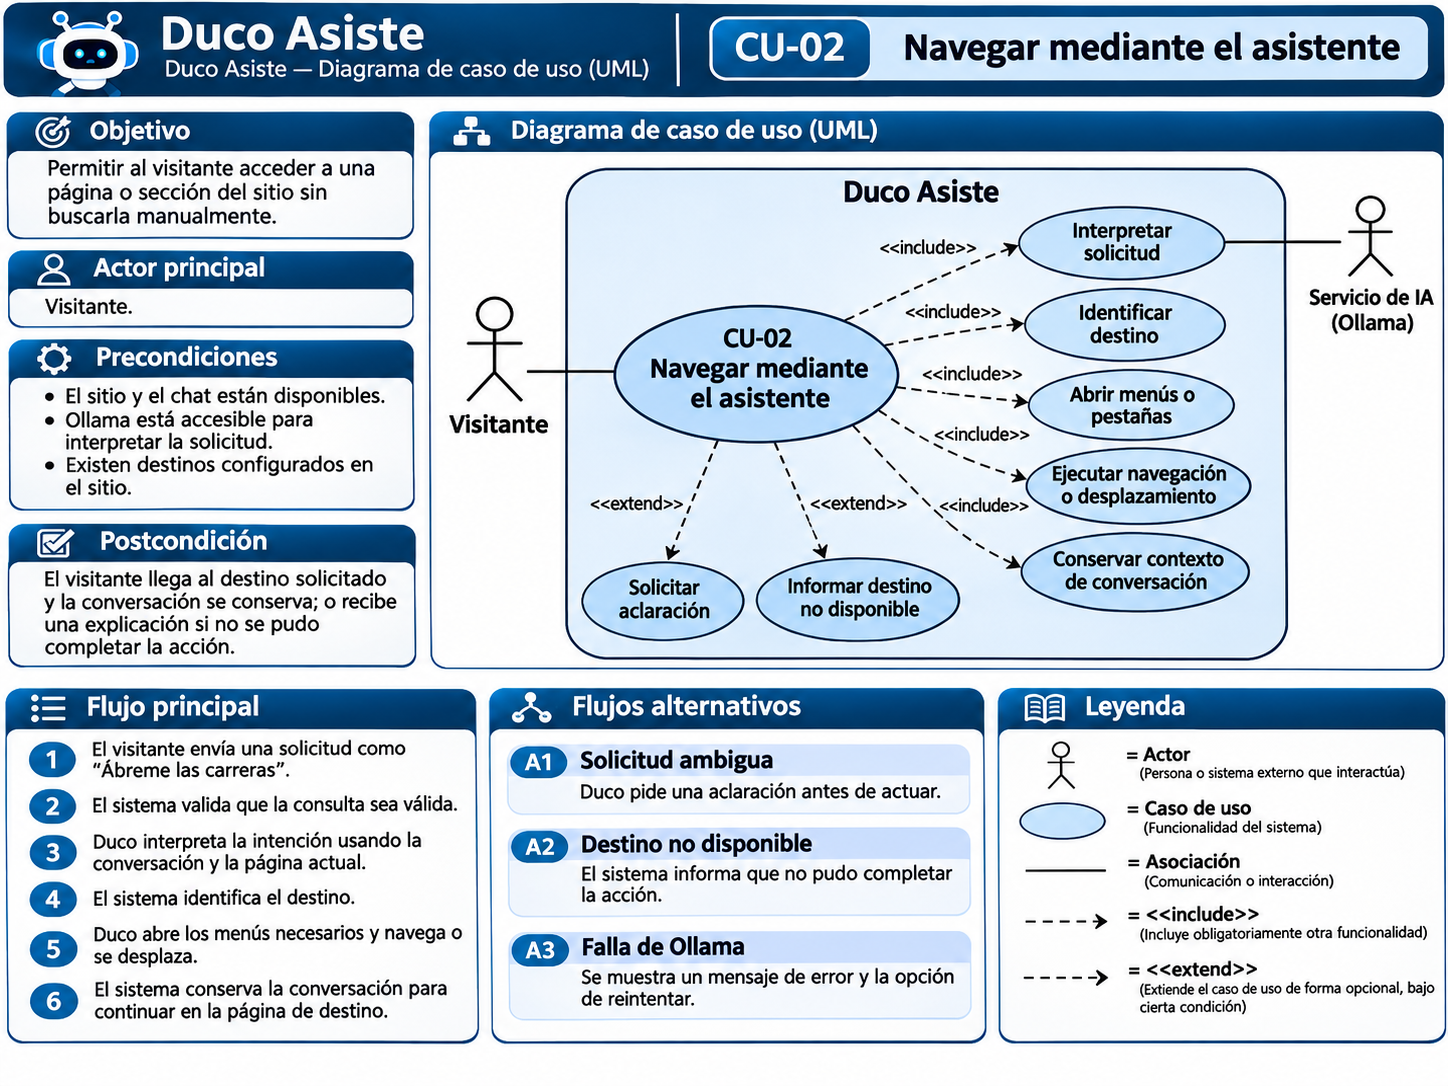 Duco Asiste
Duco Asiste — Diagrama de caso de uso (UML)
CU-02
Navegar mediante el asistente
Objetivo
Permitir al visitante acceder a una
página o sección del sitio sin
buscarla manualmente.
Actor principal
Visitante.
Precondiciones
• El sitio y el chat están disponibles.
• Ollama está accesible para
interpretar la solicitud.
• Existen destinos configurados en
el sitio.
Postcondición
El visitante llega al destino solicitado
y la conversación se conserva; o recibe
una explicación si no se pudo
completar la acción.
Diagrama de caso de uso (UML)
Duco Asiste
Visitante
CU-02
Navegar mediante
el asistente
<<include>>
<<include>>
<<include>>
<<include>>
<<include>>
<<extend>>
<<extend>>
Interpretar
solicitud
Identificar
destino
Abrir menús o
pestañas
Ejecutar navegación
o desplazamiento
Conservar contexto
de conversación
Solicitar
aclaración
Informar destino
no disponible
Servicio de IA
(Ollama)
Flujo principal
1 El visitante envía una solicitud como
“Ábreme las carreras”.
2 El sistema valida que la consulta sea válida.
3 Duco interpreta la intención usando la
conversación y la página actual.
4 El sistema identifica el destino.
5 Duco abre los menús necesarios y navega o
se desplaza.
6 El sistema conserva la conversación para
continuar en la página de destino.
Flujos alternativos
A1 Solicitud ambigua
Duco pide una aclaración antes de actuar.
A2 Destino no disponible
El sistema informa que no pudo completar
la acción.
A3 Falla de Ollama
Se muestra un mensaje de error y la opción
de reintentar.
Leyenda
= Actor
(Persona o sistema externo que interactúa)
= Caso de uso
(Funcionalidad del sistema)
= Asociación
(Comunicación o interacción)
= <<include>>
(Incluye obligatoriamente otra funcionalidad)
= <<extend>>
(Extiende el caso de uso de forma opcional, bajo
cierta condición)